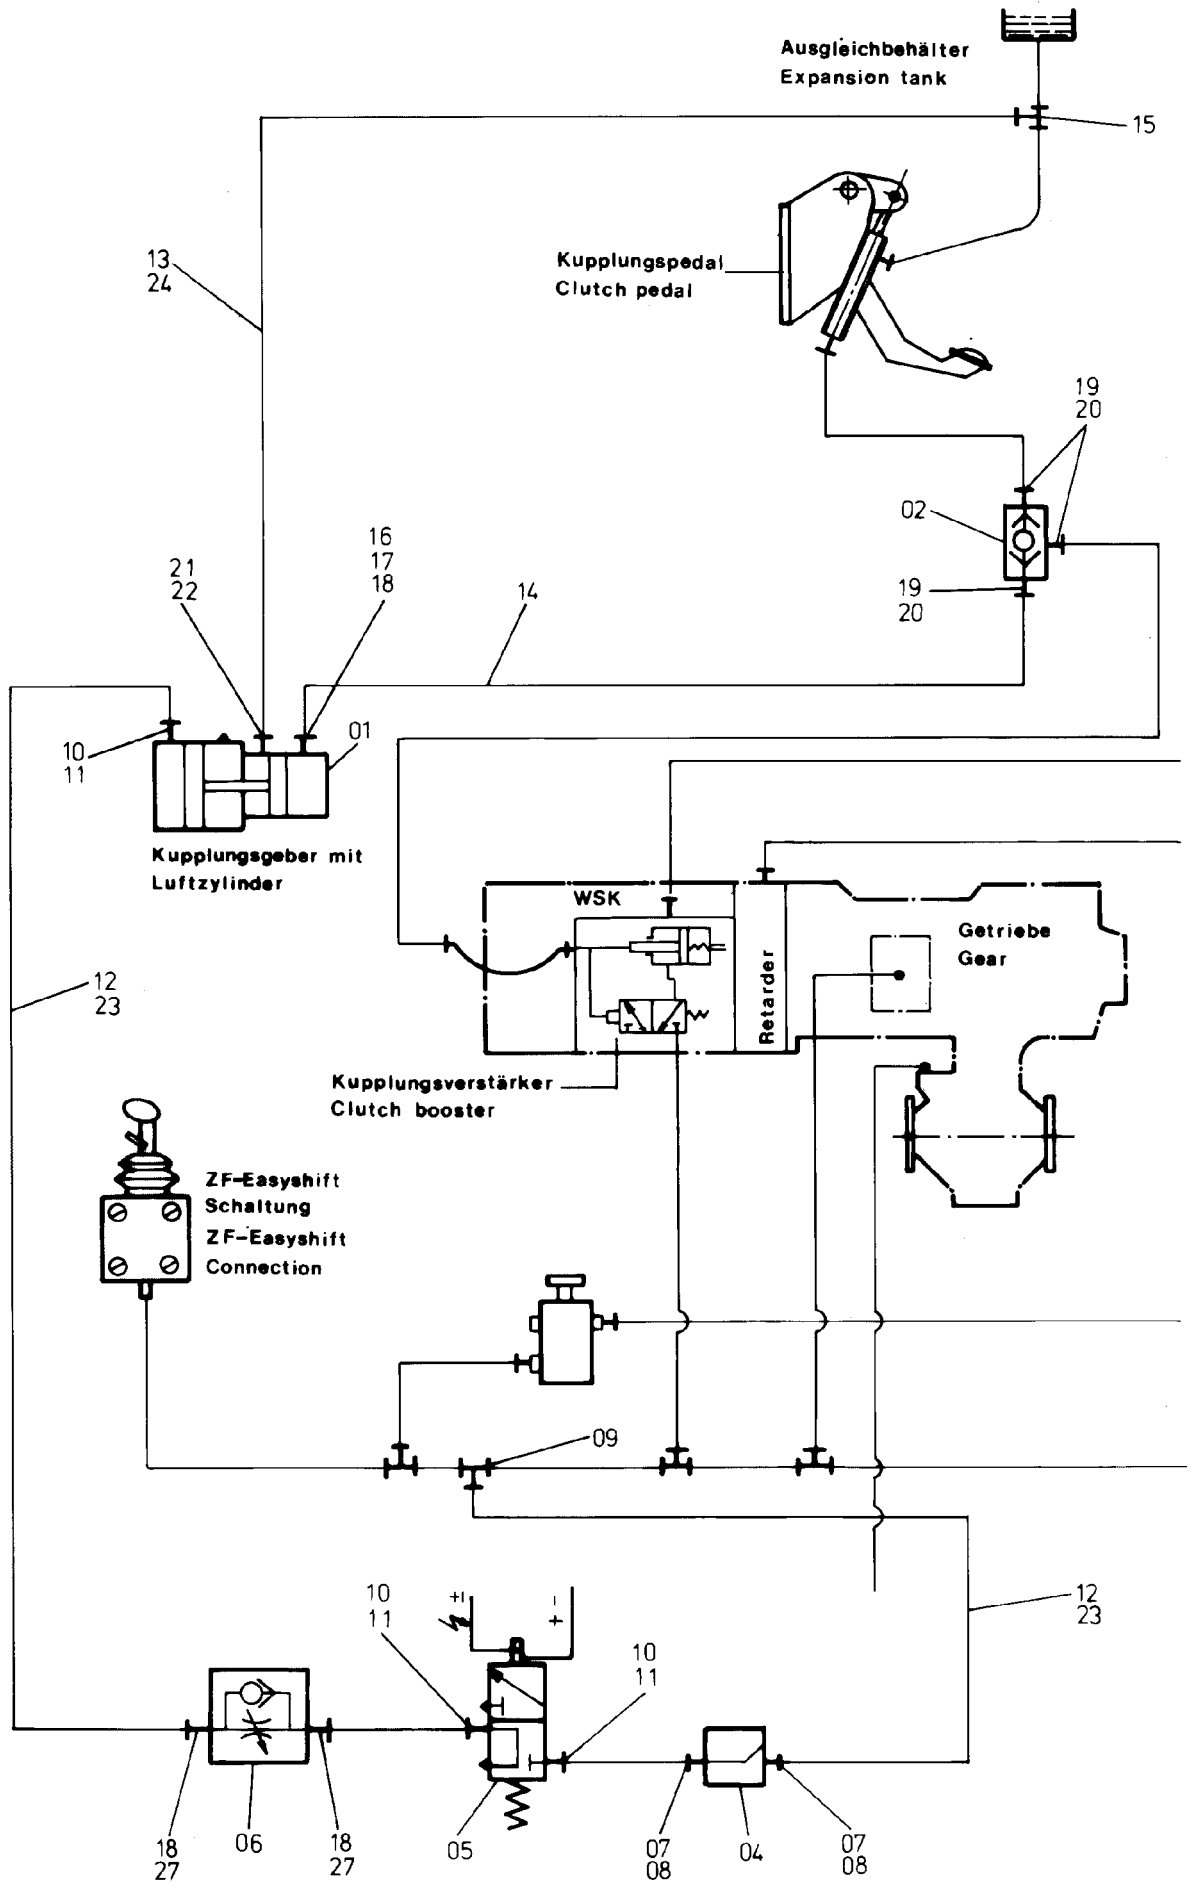 Ausgleichbehälter
Expansion tank
15
13
24
Kupplungspedal
Clutch pedal
19
20
02
16
17
18
21
22
14
19
20
01
10
11
Kupplungsgeber mit
Luftzylinder
WSK
Retarder
Getriebe
Gear
12
23
Kupplungsverstärker
Clutch booster
ZF-Easyshift
Schaltung
ZF-Easyshift
Connection
09
10
11
+ -
10
11
12
23
18
27
06
18
27
05
07
08
04
07
08